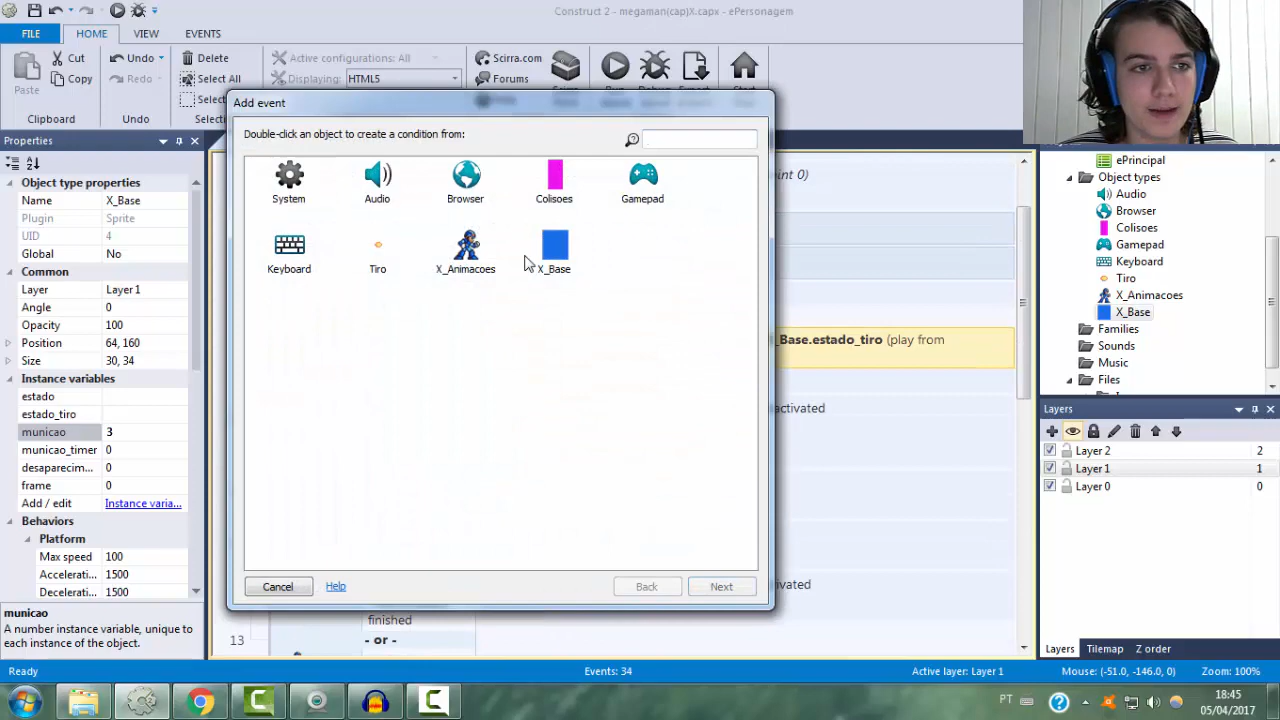 Construct 2 - megaman(cap)X.capx - ePersonagem
FILE HOME VIEW EVENTS
Paste Cut Copy Clipboard
Undo Redo Undo
Delete Select All
Active configurations: All
Displaying: HTML5
Scirra.com
Forums
Add event
Double-click an object to create a condition from:
System Audio Browser Colisoes Gamepad
Keyboard Tiro X_Animacoes X_Base
Cancel Help Back Next
Properties
Object type properties
Name X_Base
Plugin Sprite
UID 4
Global No
Common
Layer Layer 1
Angle 0
Opacity 100
Position 64, 160
Size 30, 34
Instance variables
estado
estado_tiro
municao 3
municao_timer 0
desaparecim... 0
frame 0
Add / edit Instance varia...
Behaviors
Platform
Max speed 100
Accelerati... 1500
Decelerati... 1500
municao
A number instance variable, unique to
each instance of the object.
_Base.estado_tiro (play from
finished
13 - or -
ePrincipal
Object types
Audio
Browser
Colisoes
Gamepad
Keyboard
Tiro
X_Animacoes
X_Base
Families
Sounds
Music
Files
Layers
Layer 2 2
Layer 1 1
Layer 0 0
Layers Tilemap Z order
Ready Events: 34 Active layer: Layer 1 Mouse: (-51.0, -146.0, 0) Zoom: 100%
PT
18:45
05/04/2017